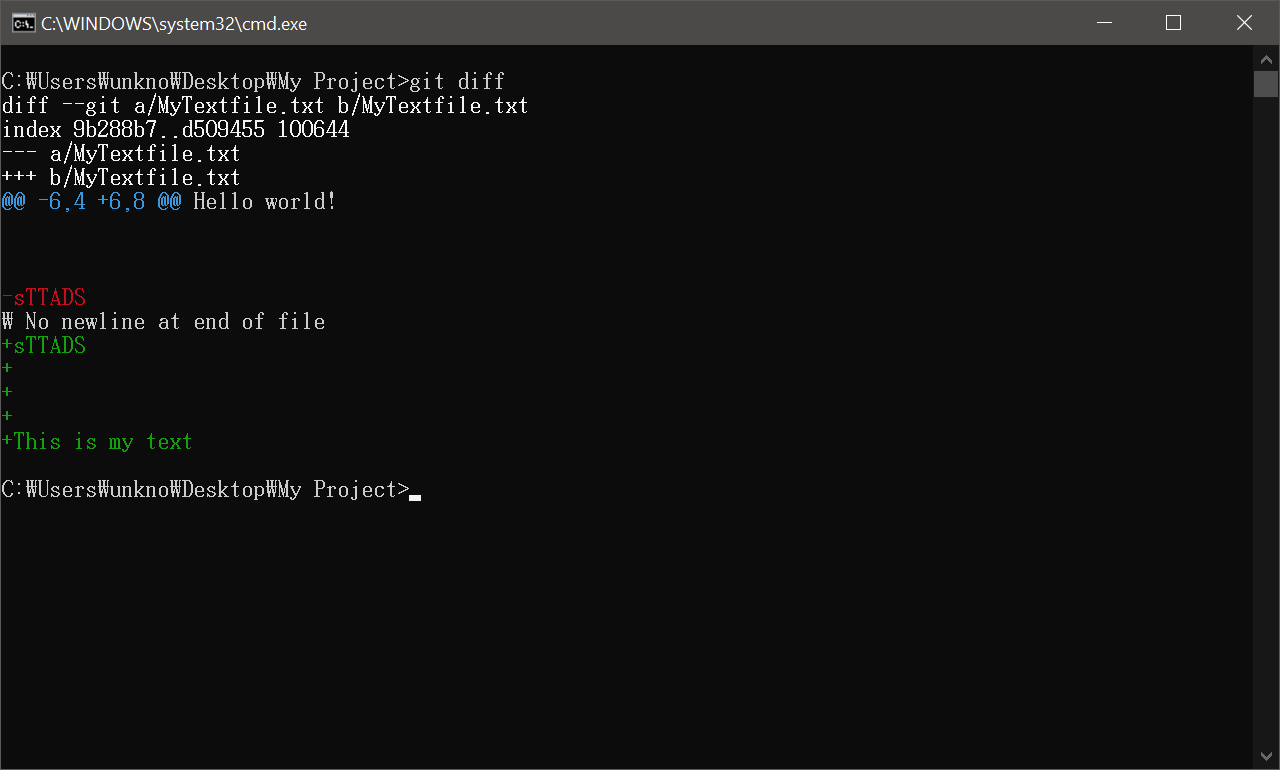 C:\WINDOWS\system32\cmd.exe
C:₩Users₩unkno₩Desktop₩My Project>git diff
diff --git a/MyTextfile.txt b/MyTextfile.txt
index 9b288b7..d509455 100644
--- a/MyTextfile.txt
+++ b/MyTextfile.txt
@@ -6,4 +6,8 @@ Hello world!
-sTTADS
₩ No newline at end of file
+sTTADS
+
+
+
+This is my text
C:₩Users₩unkno₩Desktop₩My Project>